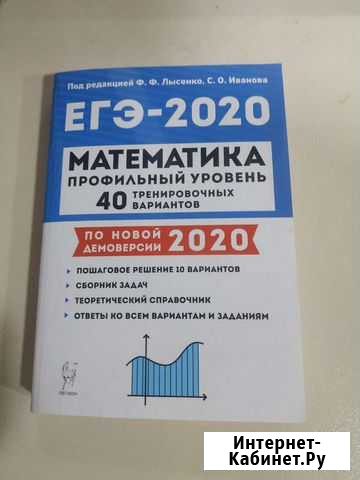 Под редакцией Ф. Ф. Лысенко, С. О. Иванова
ЕГЭ-2020
МАТЕМАТИКА
ПРОФИЛЬНЫЙ УРОВЕНЬ
40 ТРЕНИРОВОЧНЫХ
ВАРИАНТОВ
ПО НОВОЙ
ДЕМОВЕРСИИ 2020
ПОШАГОВОЕ РЕШЕНИЕ 10 ВАРИАНТОВ
СБОРНИК ЗАДАЧ
ТЕОРЕТИЧЕСКИЙ СПРАВОЧНИК
ОТВЕТЫ КО ВСЕМ ВАРИАНТАМ И ЗАДАНИЯМ
ЛЕГИОН
Интернет-
Кабинет.Ру